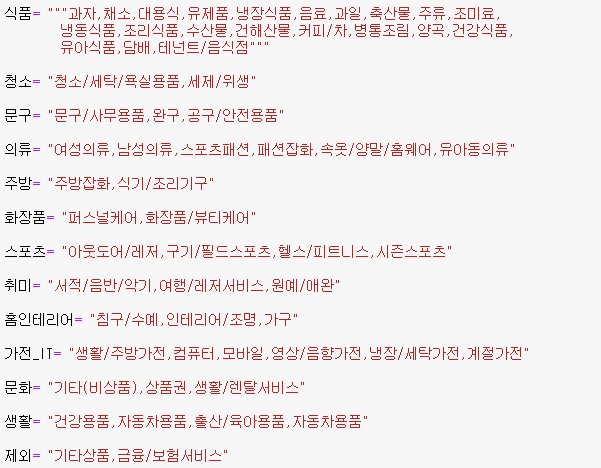 식품= """과자,채소,대용식,유제품,냉장식품,음료,과일,축산물,주류,조미료,
냉동식품,조리식품,수산물,건해산물,커피/차,병통조림,양곡,건강식품,
유아식품,담배,테넌트/음식점"""
청소= "청소/세탁/욕실용품,세제/위생"
문구= "문구/사무용품,완구,공구/안전용품"
의류= "여성의류,남성의류,스포츠패션,패션잡화,속옷/양말/홈웨어,유아동의류"
주방= "주방잡화,식기/조리기구"
화장품= "퍼스널케어,화장품/뷰티케어"
스포츠= "아웃도어/레저,구기/필드스포츠,헬스/피트니스,시즌스포츠"
취미= "서적/음반/악기,여행/레저서비스,원예/애완"
홈인테리어= "침구/수예,인테리어/조명,가구"
가전_IT= "생활/주방가전,컴퓨터,모바일,영상/음향가전,냉장/세탁가전,계절가전"
문화= "기타(비상품),상품권,생활/렌탈서비스"
생활= "건강용품,자동차용품,출산/육아용품,자동차용품"
제외= "기타상품,금융/보험서비스"